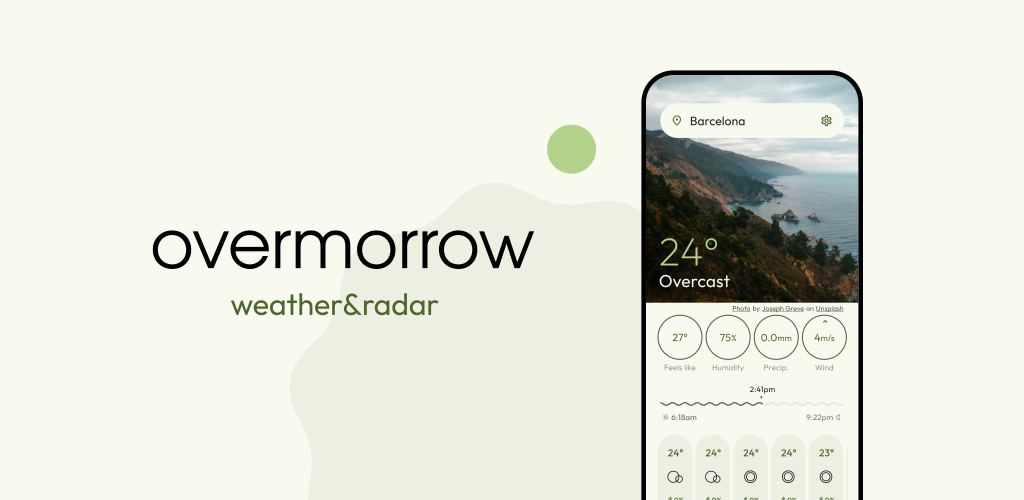 overmorrow
weather&radar
Barcelona
24°
Overcast
Photo by Joseph Greve on Unsplash
27° 75% 0.0mm 4m/s
Feels like Humidity Precip. Wind
2:41pm
6:18am 9:22pm
24° 24° 24° 24° 23°